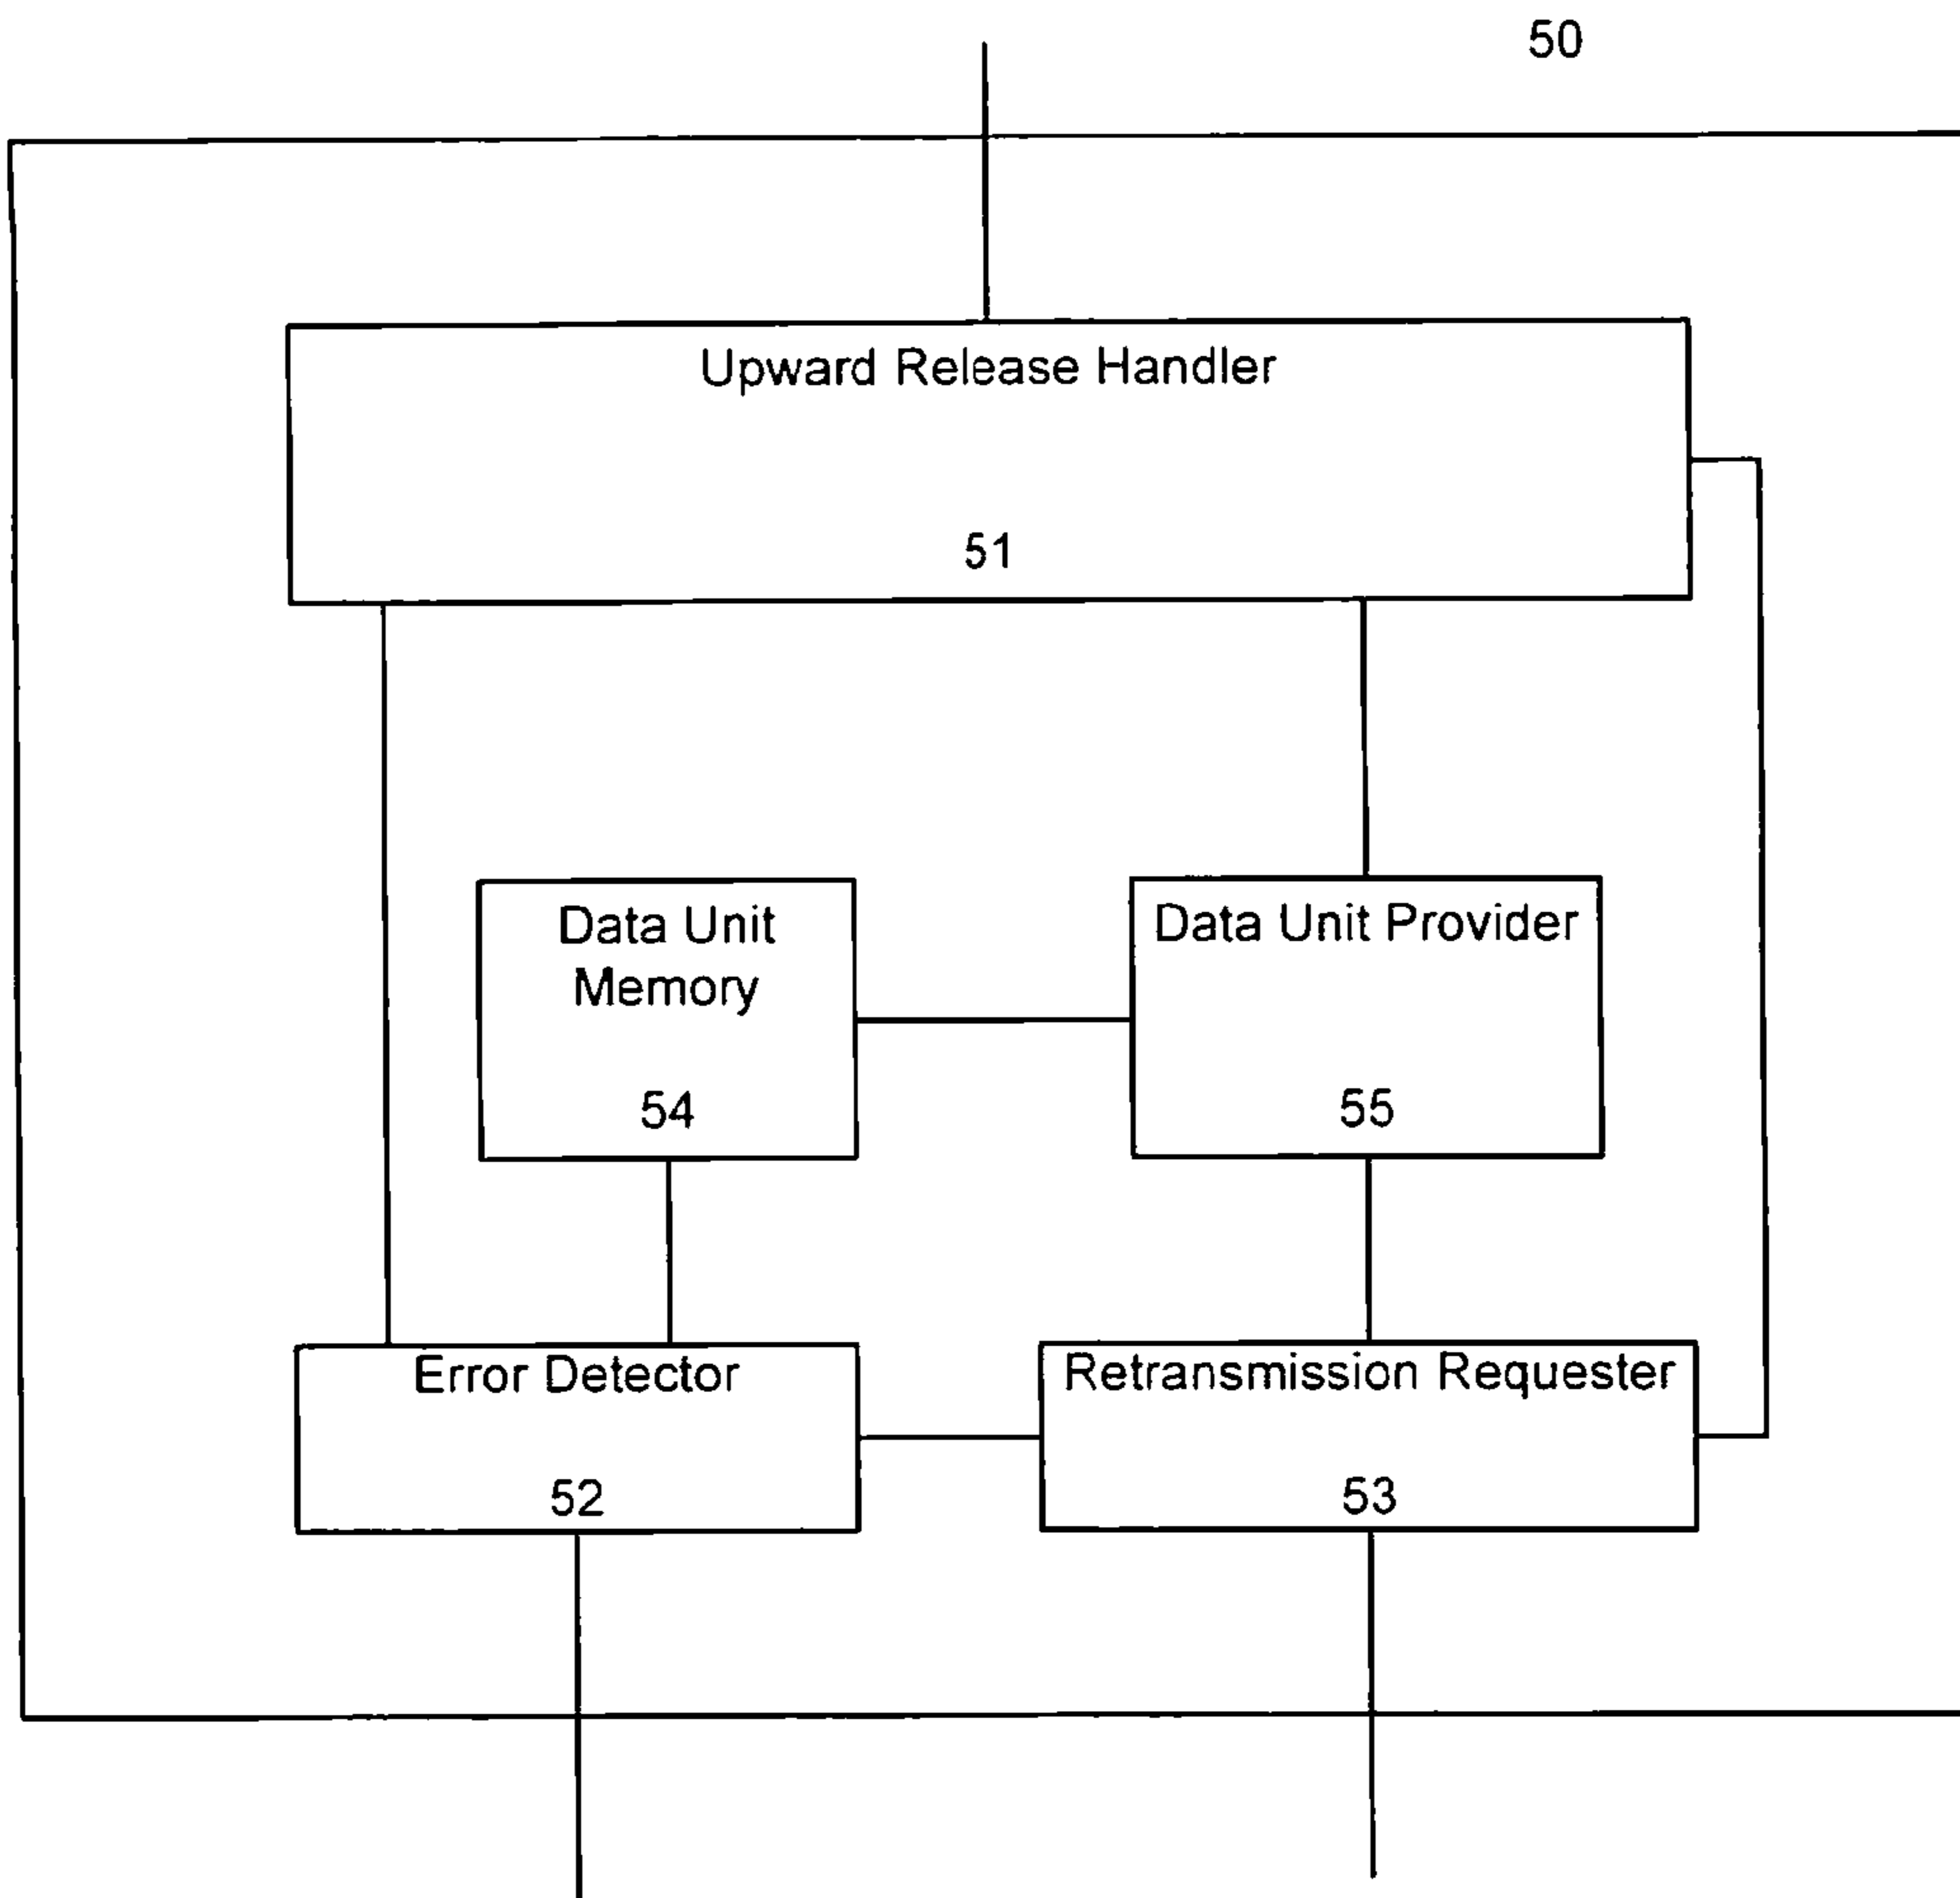 50
Upward Release Handler
51
Data Unit
Memory
54
Data Unit Provider
55
Error Detector
52
Retransmission Requester
53